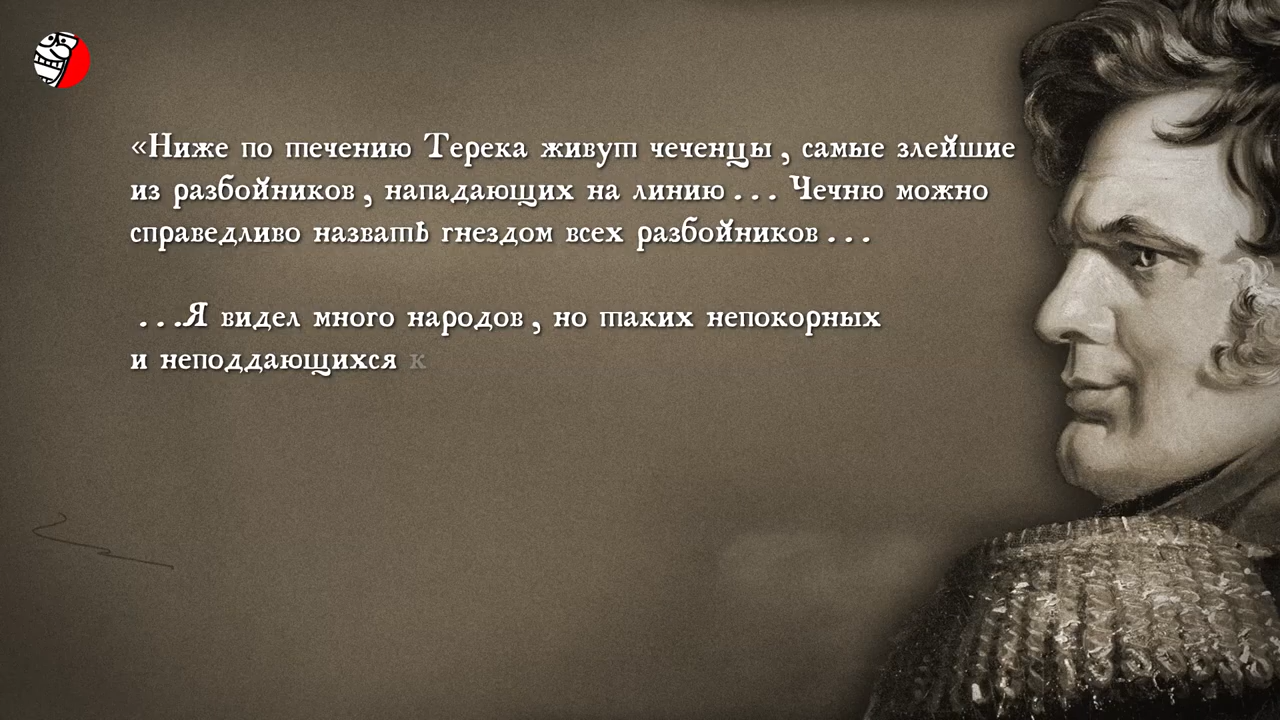 «Ниже по течению Терека живут чеченцы, самые злейшие
из разбойников, нападающих на линию... Чечню можно
справедливо назвать гнездом всех разбойников...
...Я видел много народов, но таких непокорных
и неподдающихся к